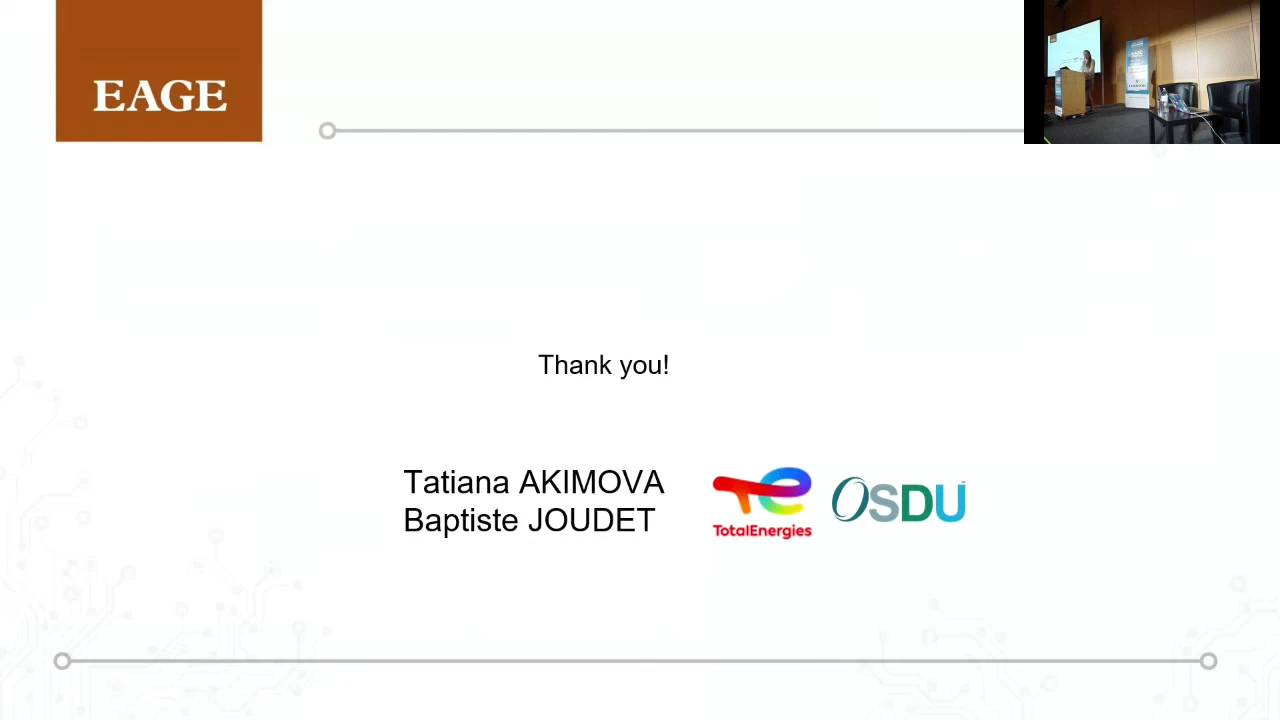 EAGE
Thank you!
Tatiana AKIMOVA
Baptiste JOUDET
TotalEnergies
OSDU